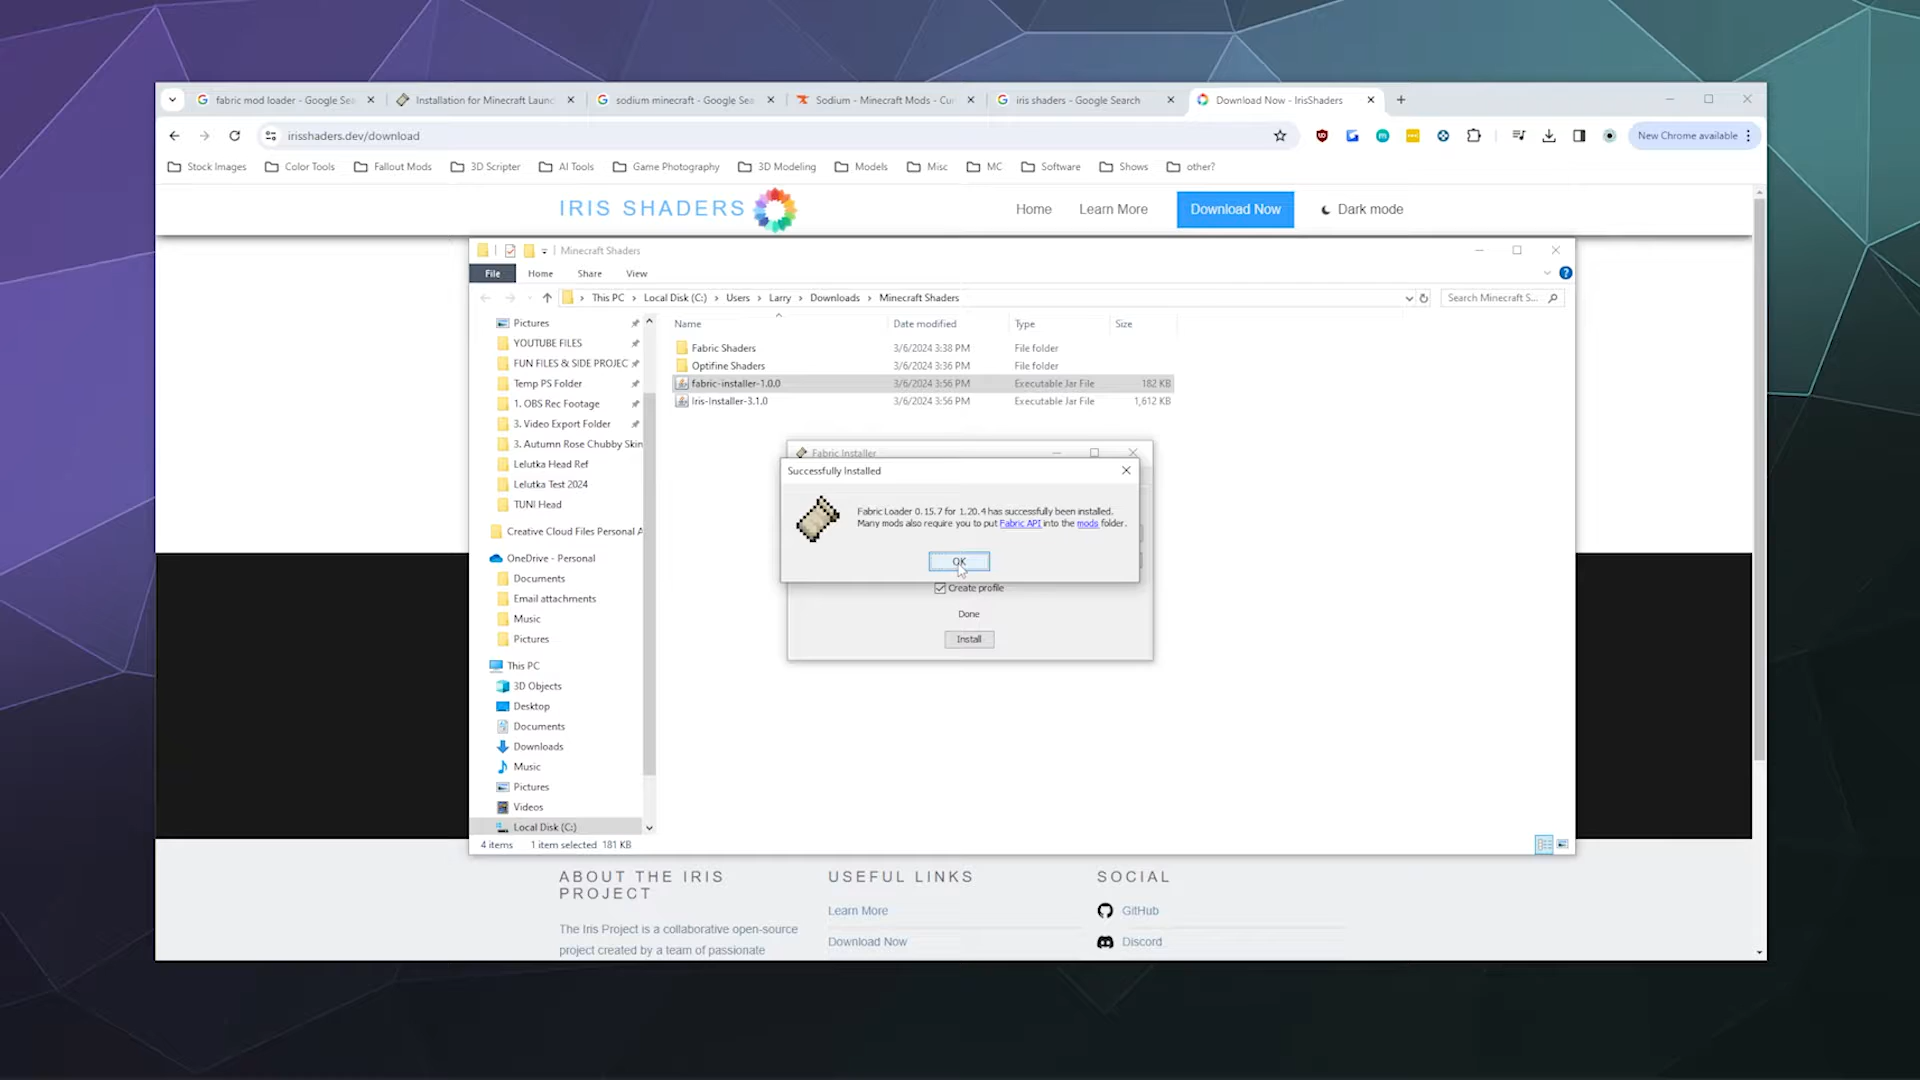 fabric mod loader - Google Se
Installation for Minecraft Launc
sodium minecraft - Google Sea
Sodium - Minecraft Mods - Cur
iris shaders - Google Search
Download Now - IrisShaders
irisshaders.dev/download
New Chrome available
Stock Images
Color Tools
Fallout Mods
3D Scripter
AI Tools
Game Photography
3D Modeling
Models
Misc
MC
Software
Shows
other?
IRIS SHADERS
Home
Learn More
Download Now
Dark mode
Minecraft Shaders
File
Home
Share
View
This PC > Local Disk (C:) > Users > Larry > Downloads > Minecraft Shaders
Search Minecraft S...
Pictures
YOUTUBE FILES
FUN FILES & SIDE PROJEC
Temp PS Folder
1. OBS Rec Footage
3. Video Export Folder
3. Autumn Rose Chubby Skin
Lelutka Head Ref
Lelutka Test 2024
TUNI Head
Creative Cloud Files Personal A
OneDrive - Personal
Documents
Email attachments
Music
Pictures
This PC
3D Objects
Desktop
Documents
Downloads
Music
Pictures
Videos
Local Disk (C:)
Name Date modified Type Size
Fabric Shaders 3/6/2024 3:38 PM File folder
Optifine Shaders 3/6/2024 3:36 PM File folder
fabric-installer-1.0.0 3/6/2024 3:56 PM Executable Jar File 182 KB
Iris-Installer-3.1.0 3/6/2024 3:56 PM Executable Jar File 1,612 KB
Fabric Installer
Successfully Installed
Fabric Loader 0.15.7 for 1.20.4 has successfully been installed.
Many mods also require you to put Fabric API into the mods folder.
OK
Create profile
Done
Install
4 items 1 item selected 181 KB
ABOUT THE IRIS
PROJECT
The Iris Project is a collaborative open-source
project created by a team of passionate
USEFUL LINKS
Learn More
Download Now
SOCIAL
GitHub
Discord